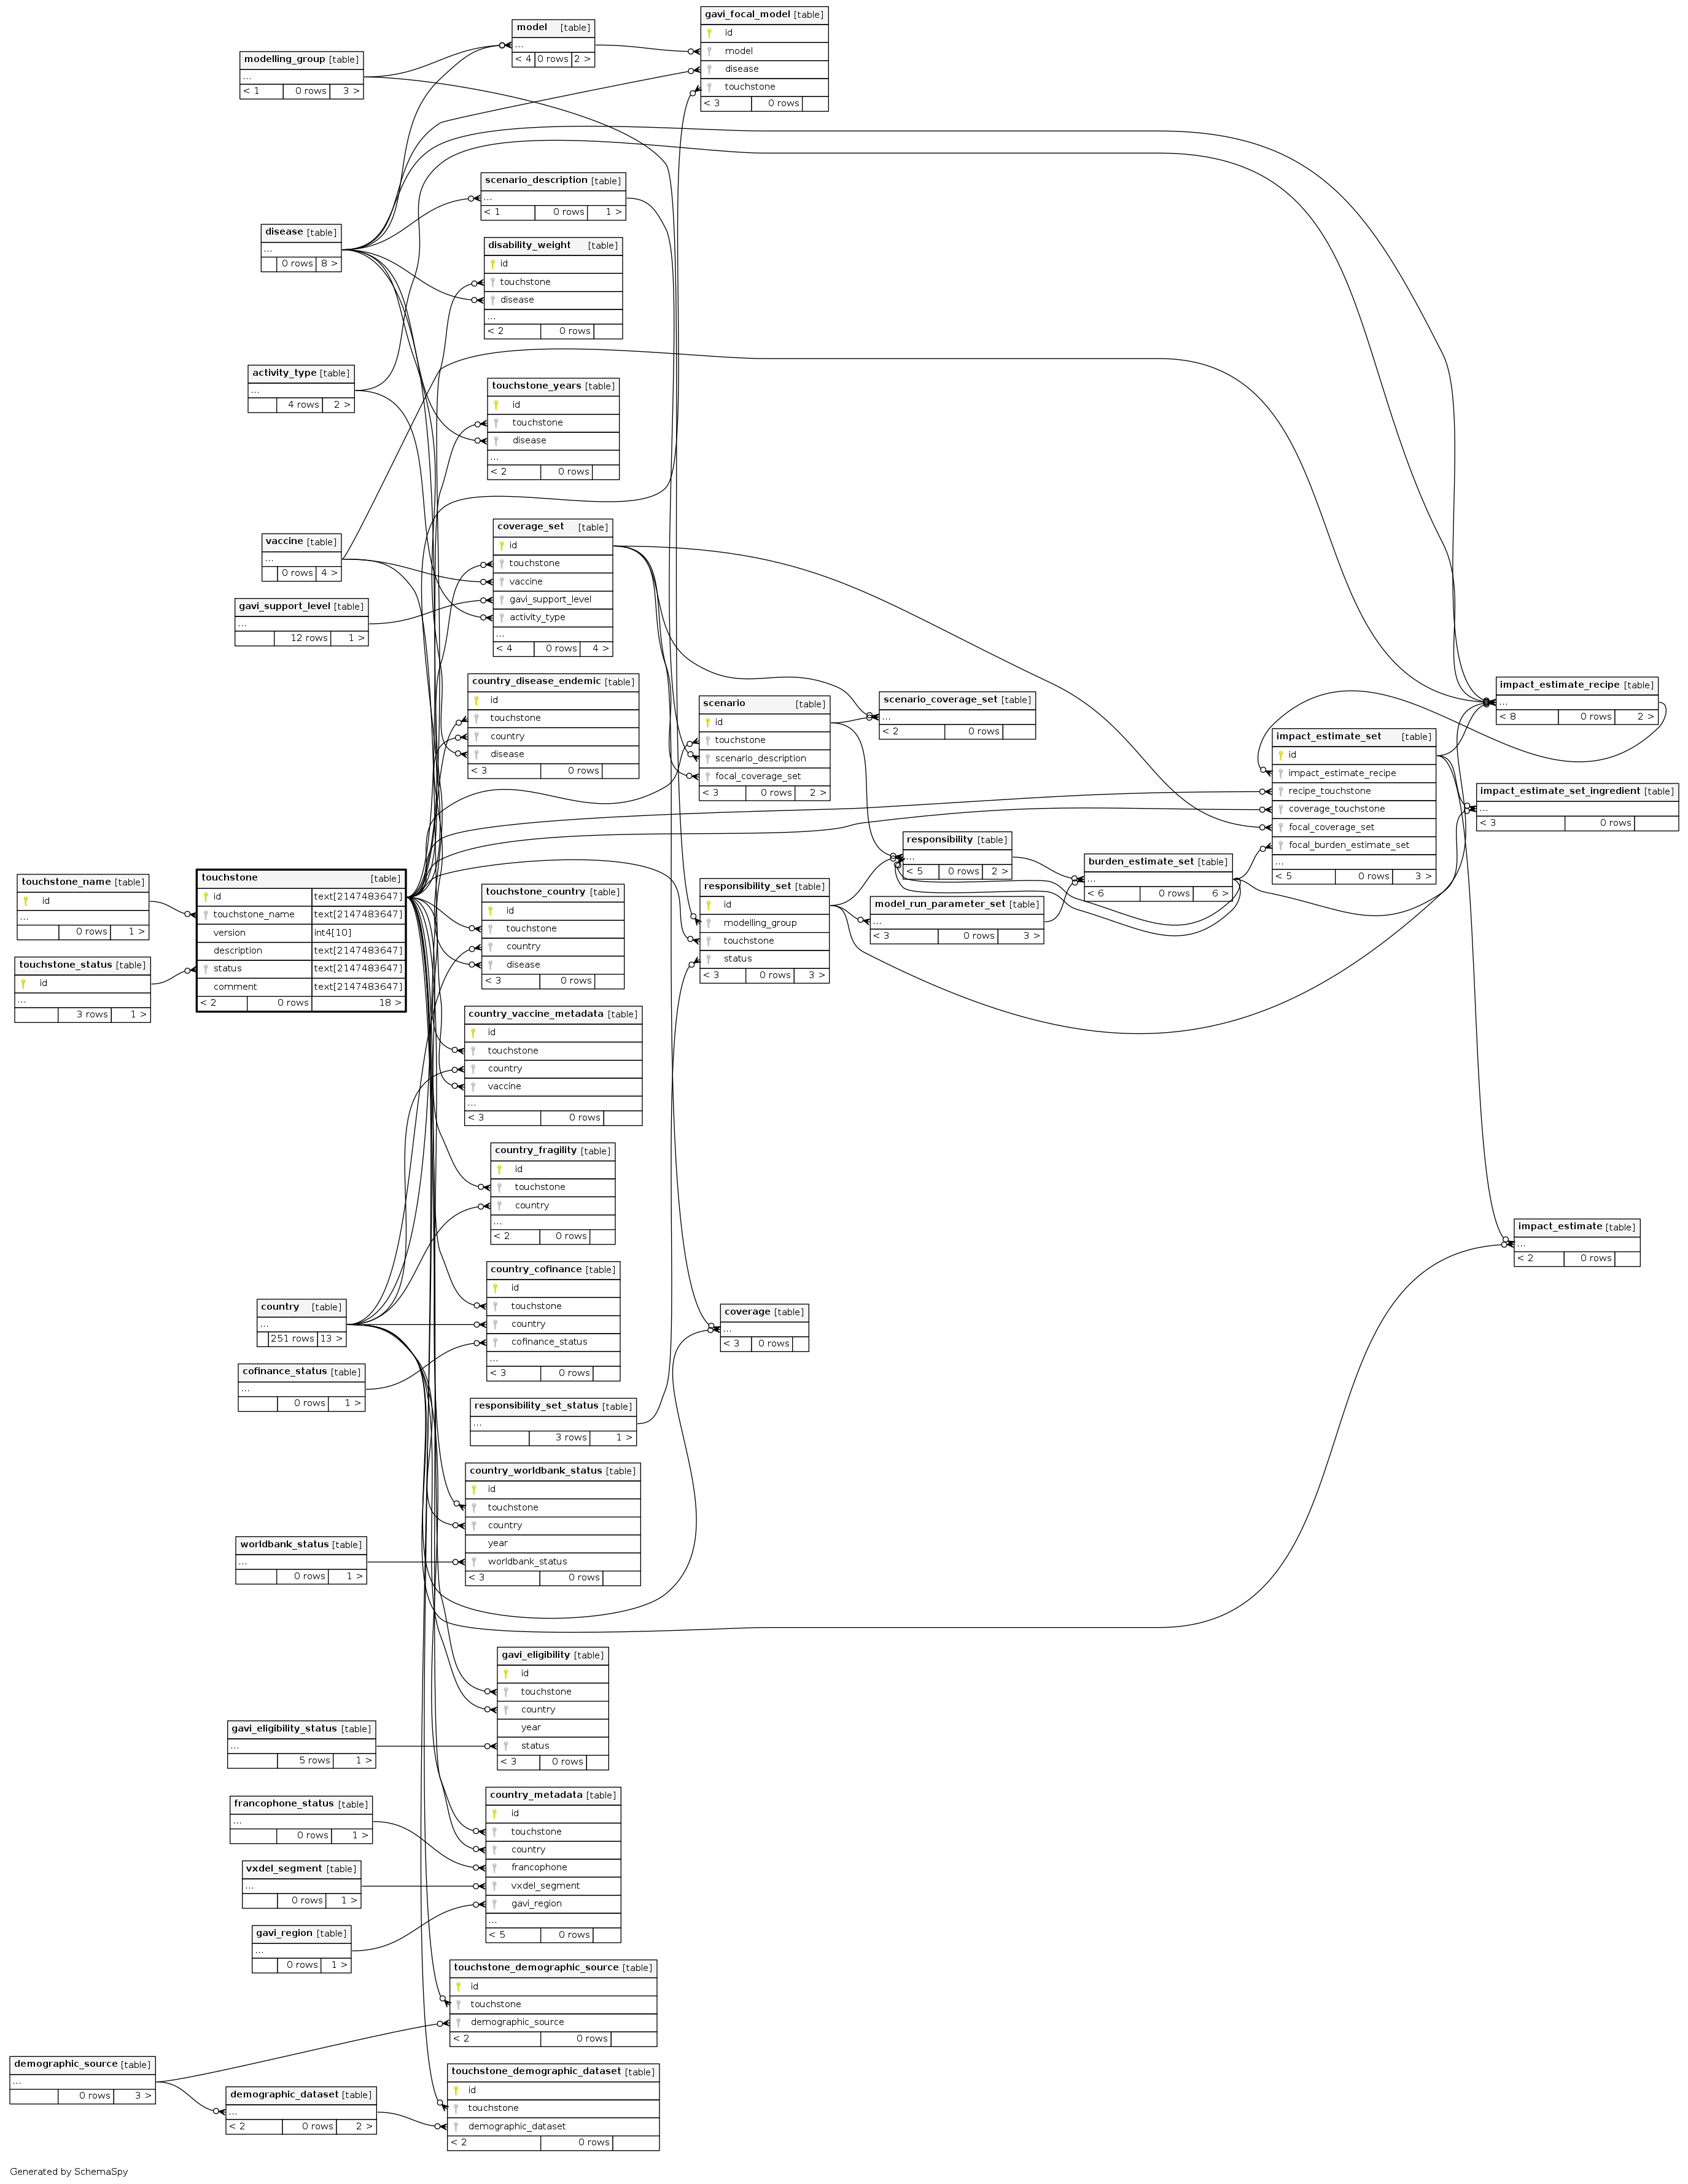 gavi_focal_model [table]
id
model
disease
touchstone
< 3 0 rows
model [table]
...
< 4 0 rows 2 >
modelling_group [table]
...
< 1 0 rows 3 >
scenario_description [table]
...
< 1 0 rows 1 >
disease [table]
...
0 rows 8 >
disability_weight [table]
id
touchstone
disease
...
< 2 0 rows
activity_type [table]
...
4 rows 2 >
touchstone_years [table]
id
touchstone
disease
...
< 2 0 rows
vaccine [table]
...
0 rows 4 >
coverage_set [table]
id
touchstone
vaccine
gavi_support_level
activity_type
...
< 4 0 rows 4 >
gavi_support_level [table]
...
12 rows 1 >
country_disease_endemic [table]
id
touchstone
country
disease
< 3 0 rows
scenario [table]
id
touchstone
scenario_description
focal_coverage_set
< 3 0 rows 2 >
scenario_coverage_set [table]
...
< 2 0 rows
impact_estimate_recipe [table]
...
< 8 0 rows 2 >
impact_estimate_set [table]
id
impact_estimate_recipe
recipe_touchstone
coverage_touchstone
focal_coverage_set
focal_burden_estimate_set
...
< 5 0 rows 3 >
impact_estimate_set_ingredient [table]
...
< 3 0 rows
responsibility [table]
...
< 5 0 rows 2 >
burden_estimate_set [table]
...
< 6 0 rows 6 >
model_run_parameter_set [table]
...
< 3 0 rows 3 >
responsibility_set [table]
id
modelling_group
touchstone
status
< 3 0 rows 3 >
touchstone_name [table]
id
...
0 rows 1 >
touchstone_status [table]
id
...
3 rows 1 >
touchstone [table]
id text[2147483647]
touchstone_name text[2147483647]
version int4[10]
description text[2147483647]
status text[2147483647]
comment text[2147483647]
< 2 0 rows 18 >
touchstone_country [table]
id
touchstone
country
disease
< 3 0 rows
country_vaccine_metadata [table]
id
touchstone
country
vaccine
...
< 3 0 rows
country_fragility [table]
id
touchstone
country
...
< 2 0 rows
impact_estimate [table]
...
< 2 0 rows
country_cofinance [table]
id
touchstone
country
cofinance_status
...
< 3 0 rows
country [table]
...
251 rows 13 >
coverage [table]
...
< 3 0 rows
cofinance_status [table]
...
0 rows 1 >
responsibility_set_status [table]
...
3 rows 1 >
country_worldbank_status [table]
id
touchstone
country
year
worldbank_status
< 3 0 rows
worldbank_status [table]
...
0 rows 1 >
gavi_eligibility [table]
id
touchstone
country
year
status
< 3 0 rows
gavi_eligibility_status [table]
...
5 rows 1 >
country_metadata [table]
id
touchstone
country
francophone
vxdel_segment
gavi_region
...
< 5 0 rows
francophone_status [table]
...
0 rows 1 >
vxdel_segment [table]
...
0 rows 1 >
gavi_region [table]
...
0 rows 1 >
touchstone_demographic_source [table]
id
touchstone
demographic_source
< 2 0 rows
demographic_source [table]
...
0 rows 3 >
demographic_dataset [table]
...
< 2 0 rows 2 >
touchstone_demographic_dataset [table]
id
touchstone
demographic_dataset
< 2 0 rows
Generated by SchemaSpy